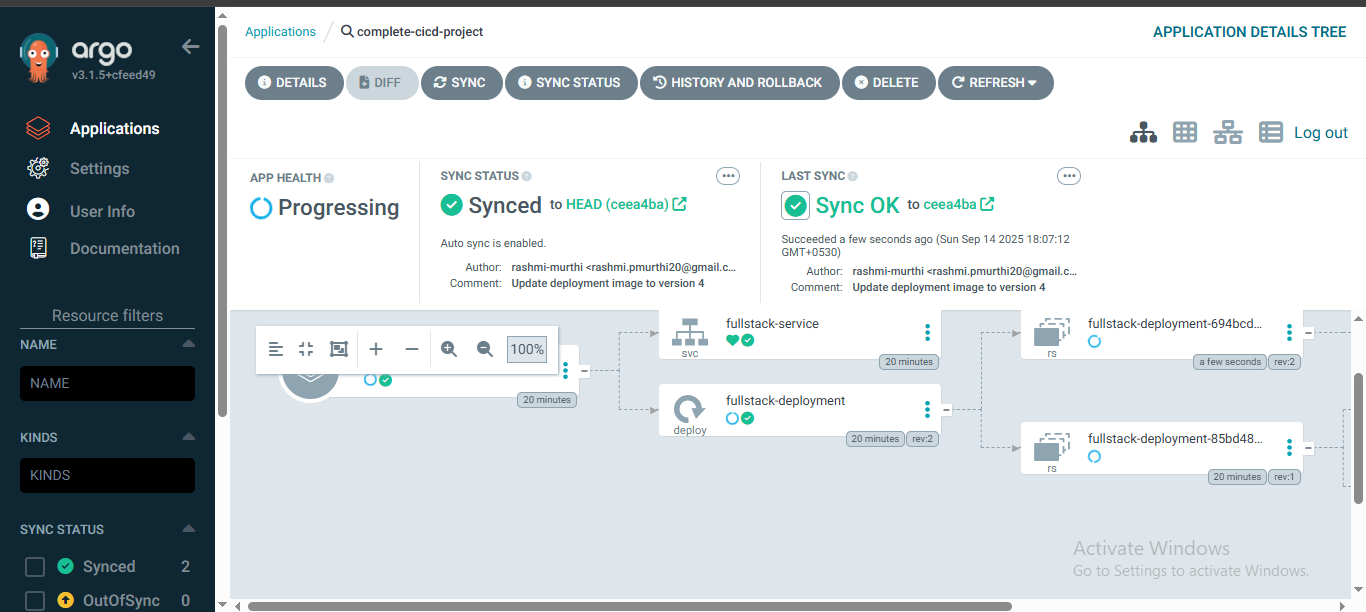 argo
v3.1.5+cfeed49
Applications
Settings
User Info
Documentation
Resource filters
NAME
NAME
KINDS
KINDS
SYNC STATUS
Synced 2
OutOfSync 0
Applications / complete-cicd-project
APPLICATION DETAILS TREE
DETAILS DIFF SYNC SYNC STATUS HISTORY AND ROLLBACK DELETE REFRESH
Log out
APP HEALTH
Progressing
SYNC STATUS
Synced to HEAD (ceea4ba)
Auto sync is enabled.
Author: rashmi-murthi <rashmi.pmurthi20@gmail.c...
Comment: Update deployment image to version 4
LAST SYNC
Sync OK to ceea4ba
Succeeded a few seconds ago (Sun Sep 14 2025 18:07:12
GMT+0530)
Author: rashmi-murthi <rashmi.pmurthi20@gmail.c...
Comment: Update deployment image to version 4
100%
20 minutes
fullstack-service
svc
20 minutes
fullstack-deployment
deploy
20 minutes rev:2
fullstack-deployment-694bcd...
rs
a few seconds rev:2
fullstack-deployment-85bd48...
rs
20 minutes rev:1
Activate Windows
Go to Settings to activate Windows.